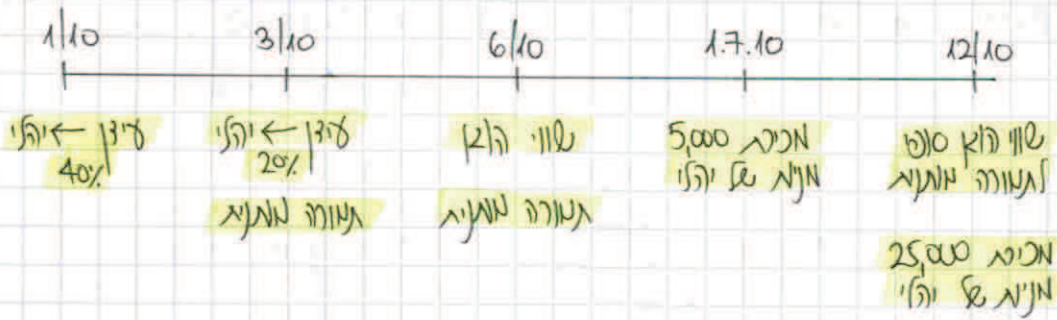 1/10 3/10 6/10 1.7.10 12/10
עידן ← יהלי עידן ← יהלי שווי הוגן מכירת 5,000 שווי הוגן סופי
40% 20% מניות של יהלי לתמורה מותנית
תמורה מותנית תמורה מותנית
מכירת 25,000
מניות של יהלי